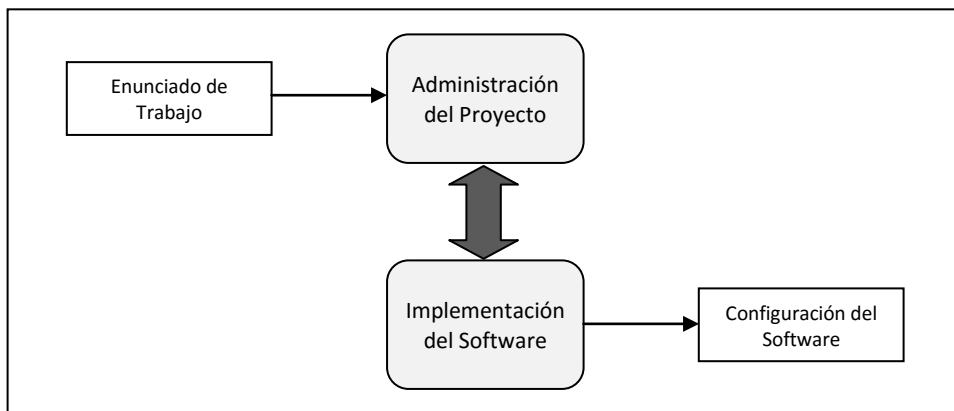 Enunciado de
Trabajo
Administración
del Proyecto
Implementación
del Software
Configuración del
Software